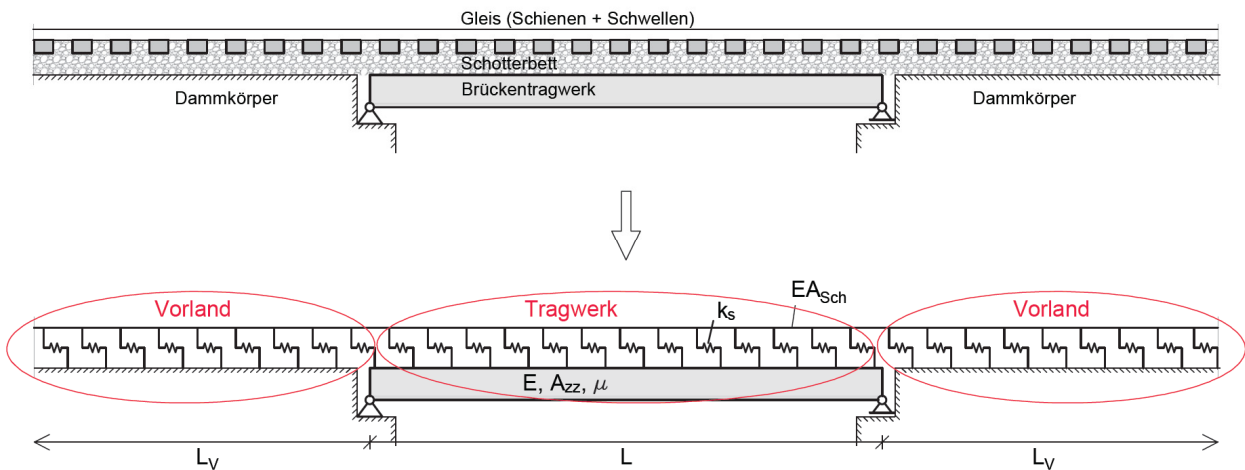 Gleis (Schienen + Schwellen)
Schotterbett
Brückentragwerk
Dammkörper
Dammkörper
Vorland
Tragwerk
EA_Sch
Vorland
k_s
E, A_zz, μ
L_V
L
L_V